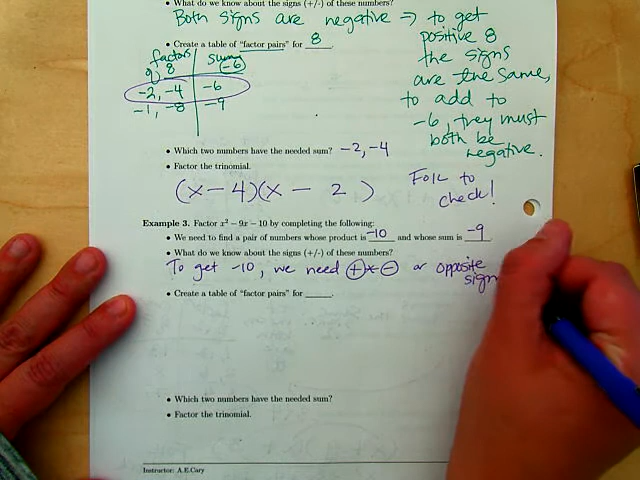 • What do we know about the signs (+/-) of these numbers?
Both signs are negative ⇒ to get
positive 8
the signs
are the same,
to add to
-6, they must
both be
negative.
• Create a table of "factor pairs" for 8
factors of 8 | sum (-6)
-2, -4 | -6
-1, -8 | -9
• Which two numbers have the needed sum? -2, -4
• Factor the trinomial.
(x - 4)(x - 2)
FOIL to
check!
Example 3. Factor x² - 9x - 10 by completing the following:
• We need to find a pair of numbers whose product is -10 and whose sum is -9.
• What do we know about the signs (+/-) of these numbers?
To get -10, we need ⊕×⊖ or opposite
sign
• Create a table of "factor pairs" for _____.
• Which two numbers have the needed sum?
• Factor the trinomial.
Instructor: A.E.Cary